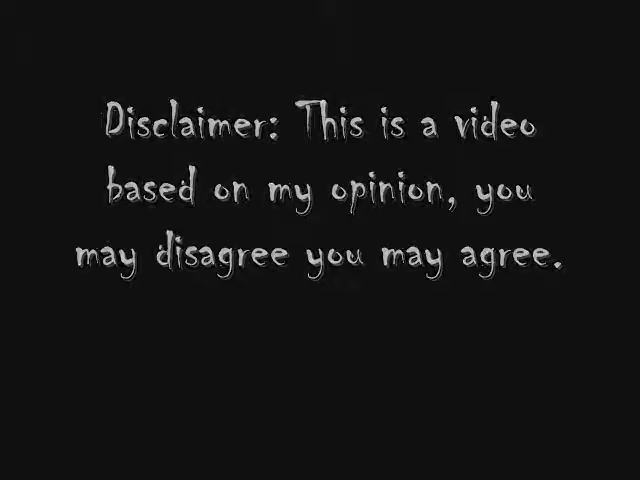 Disclaimer: This is a video
based on my opinion, you
may disagree you may agree.